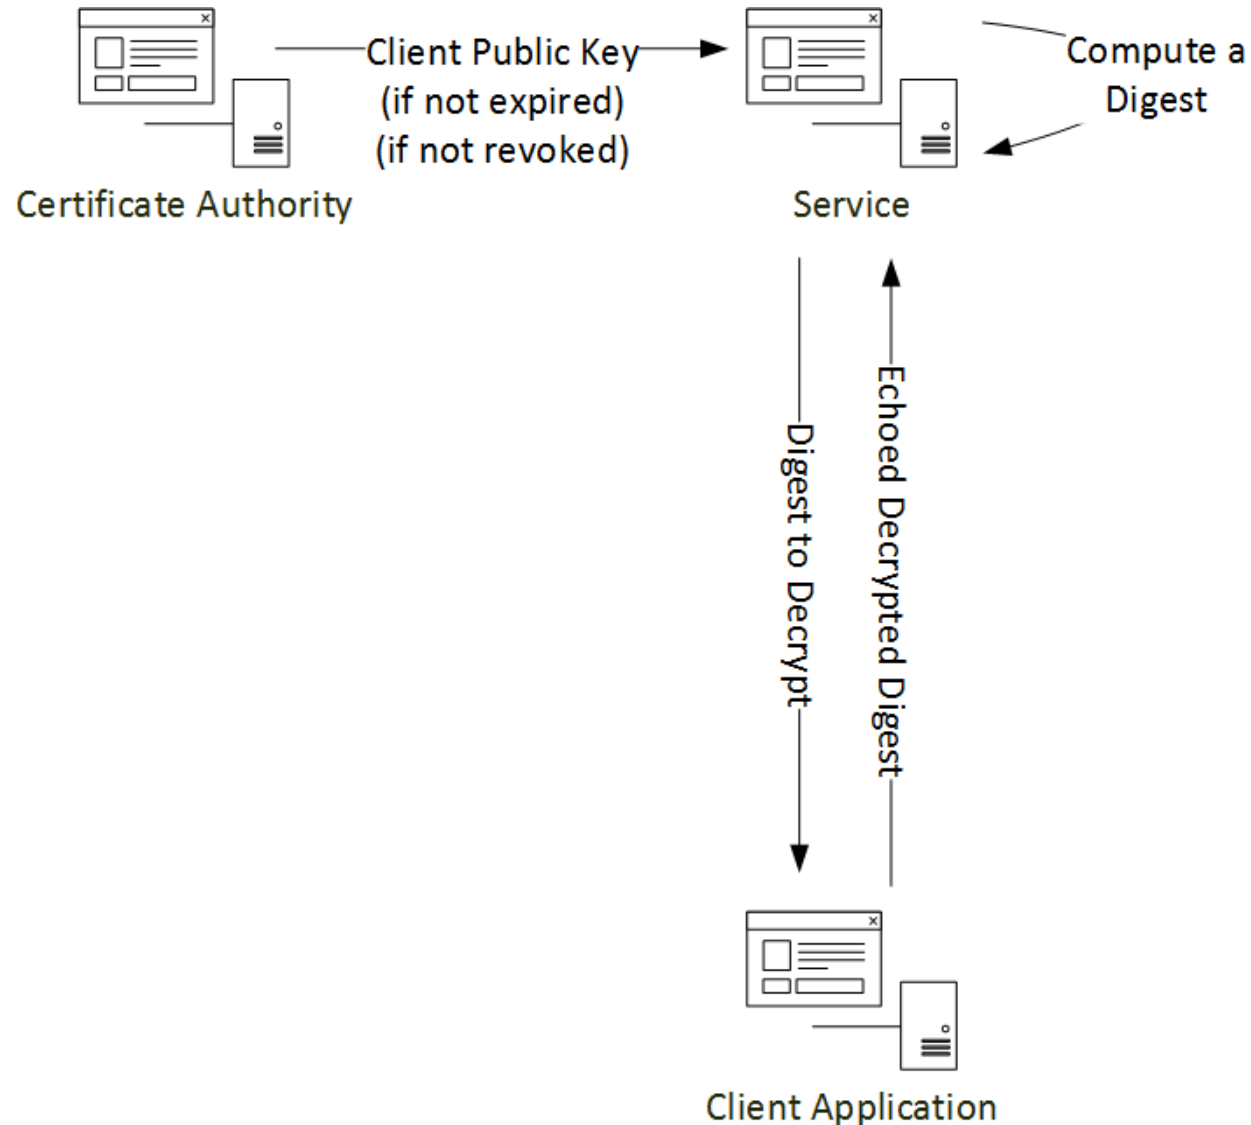 Client Public Key
(if not expired)
(if not revoked)
Compute a
Digest
Certificate Authority
Service
Digest to Decrypt
Echoed Decrypted Digest
Client Application